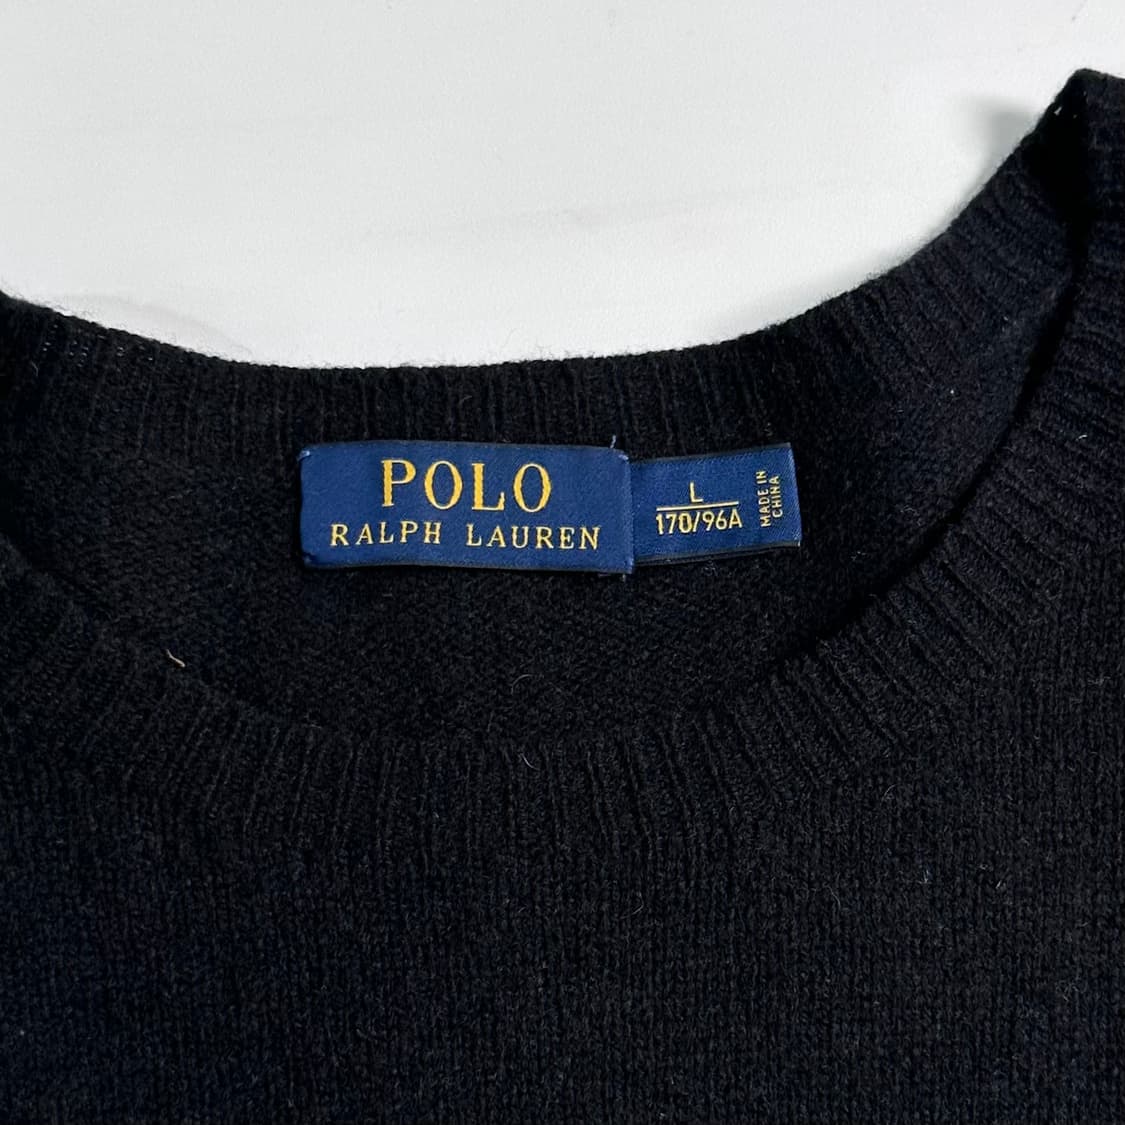 POLO
RALPH LAUREN
L
170/96A
MADE IN
CHINA